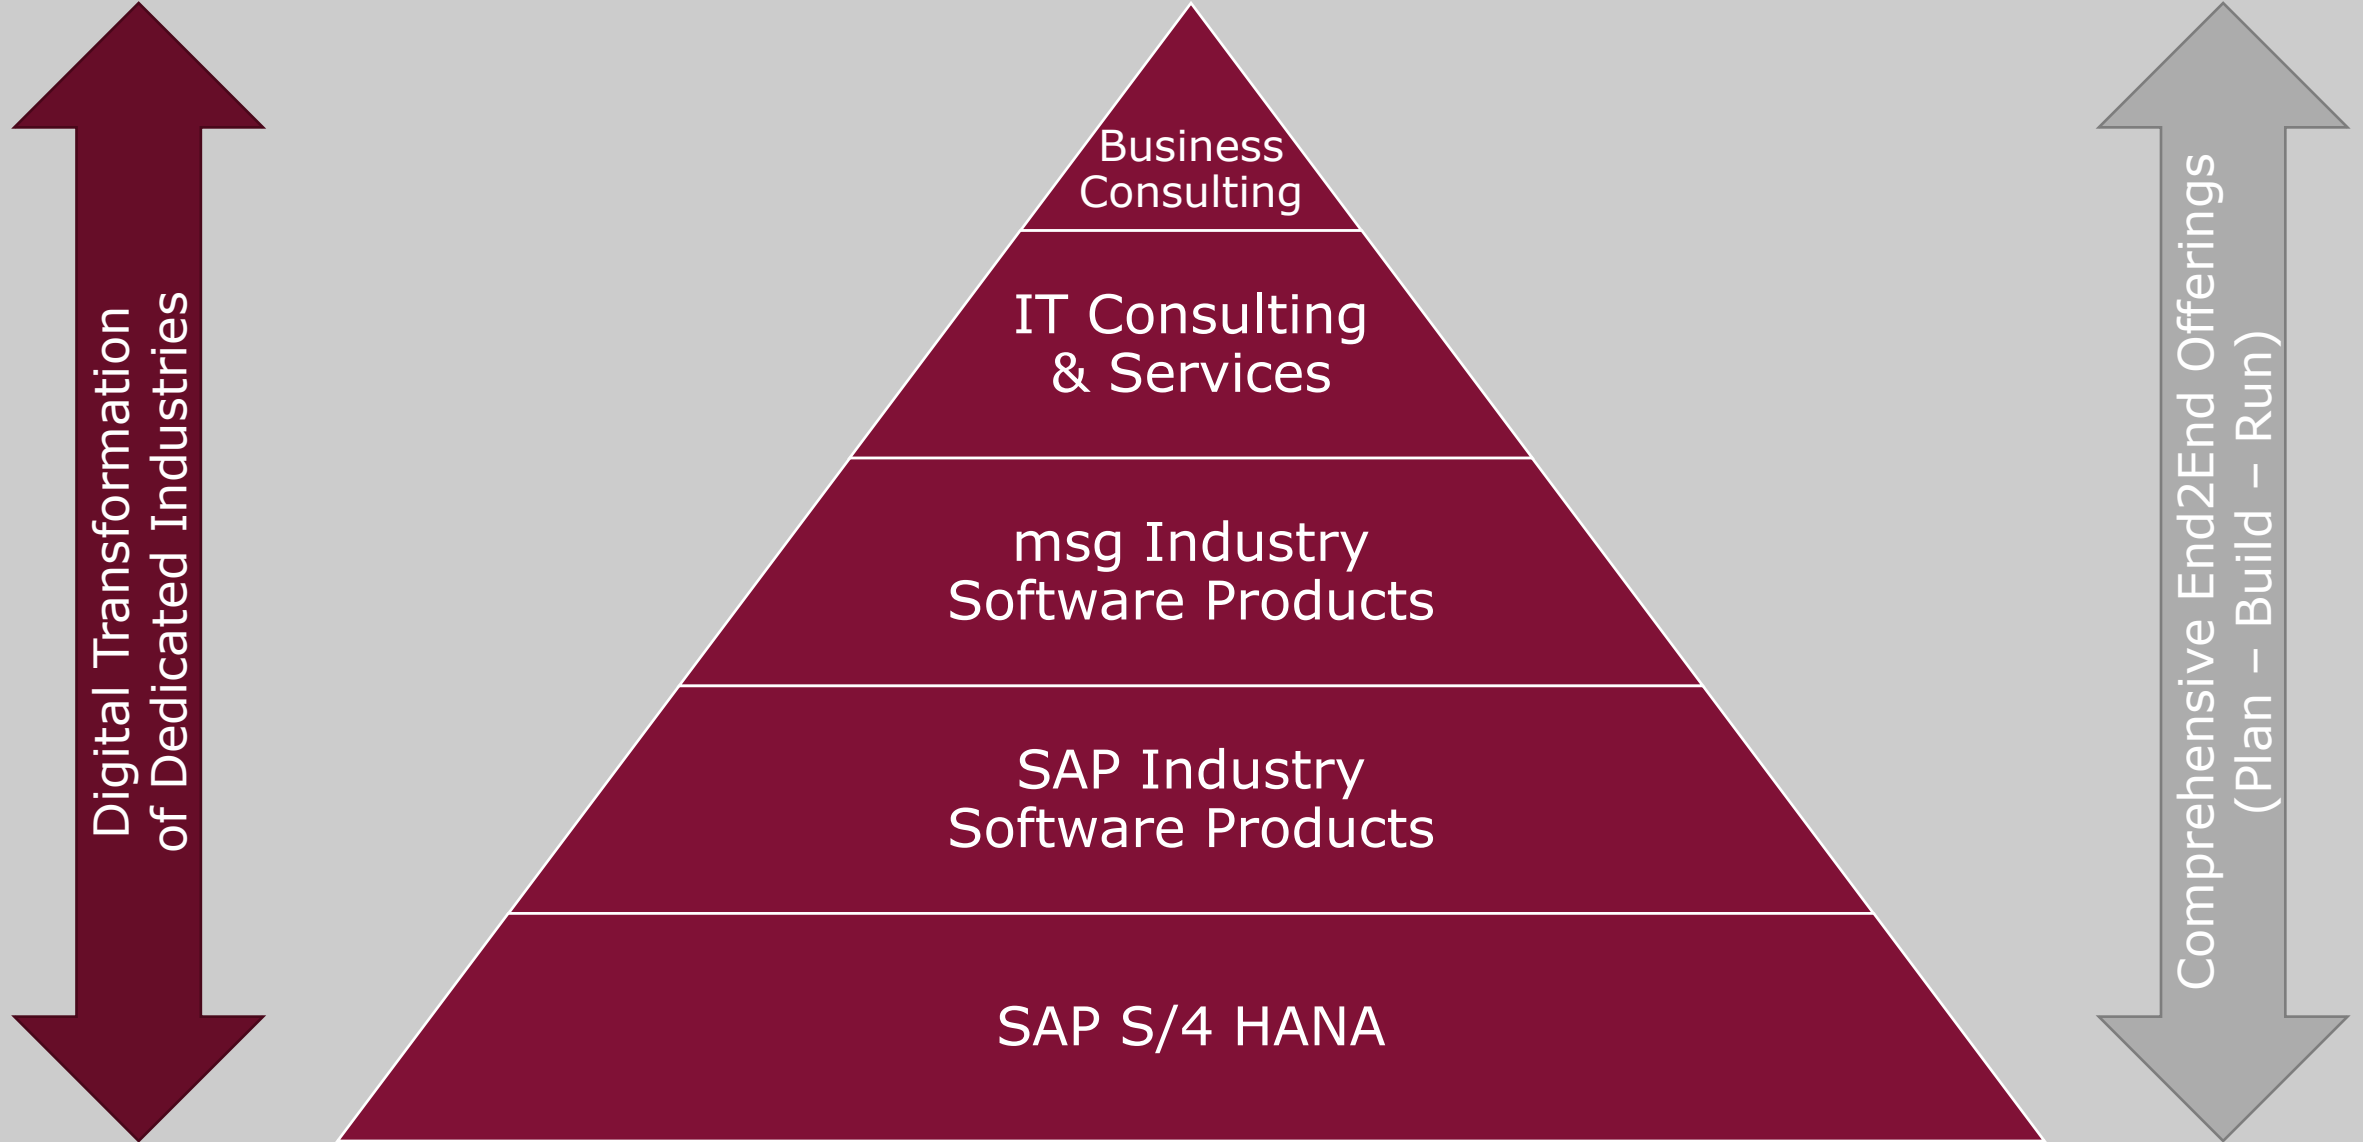 Digital Transformation
of Dedicated Industries
Business
Consulting
IT Consulting
& Services
msg Industry
Software Products
SAP Industry
Software Products
SAP S/4 HANA
Comprehensive End2End Offerings
(Plan – Build – Run)